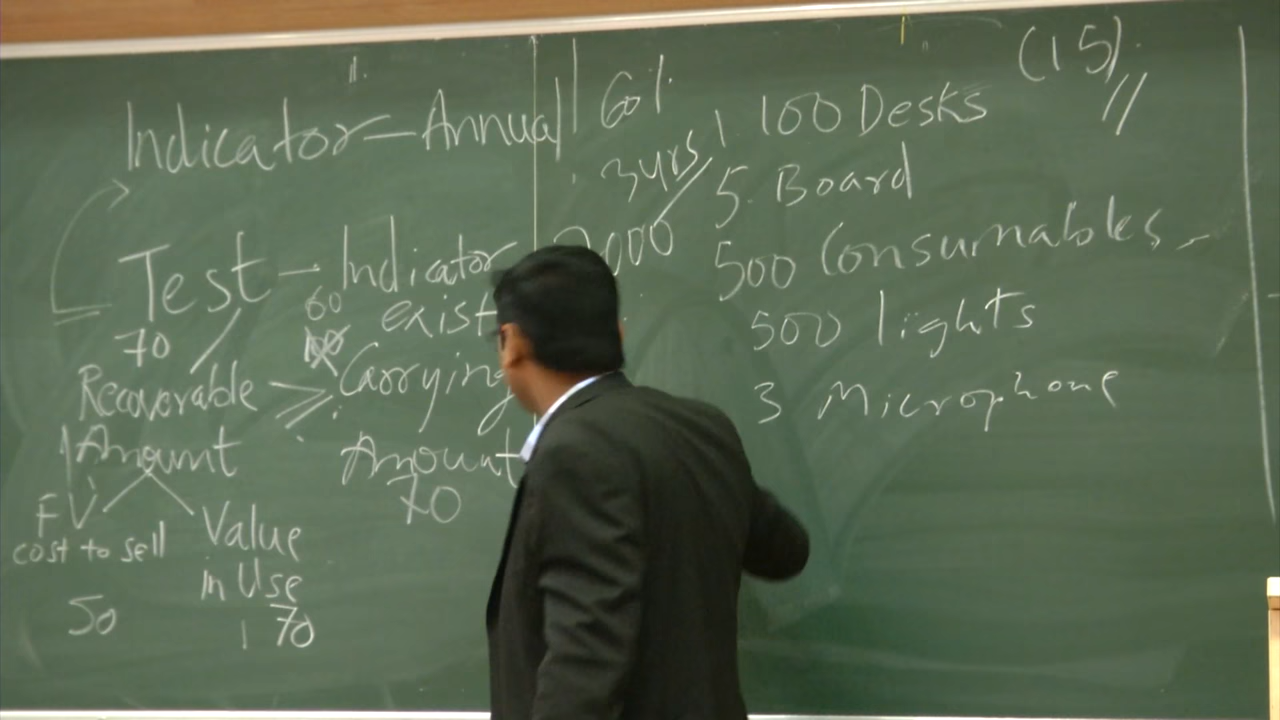 Indicator – Annual
Test – Indicator
exist
60
70
Recoverable >= Carrying
Amount
Amount
70
FV
cost to sell
Value
in Use
50
70
60%
3yrs
000
(15)
100 Desks
5. Board
500 Consumables
500 lights
3 Microphone